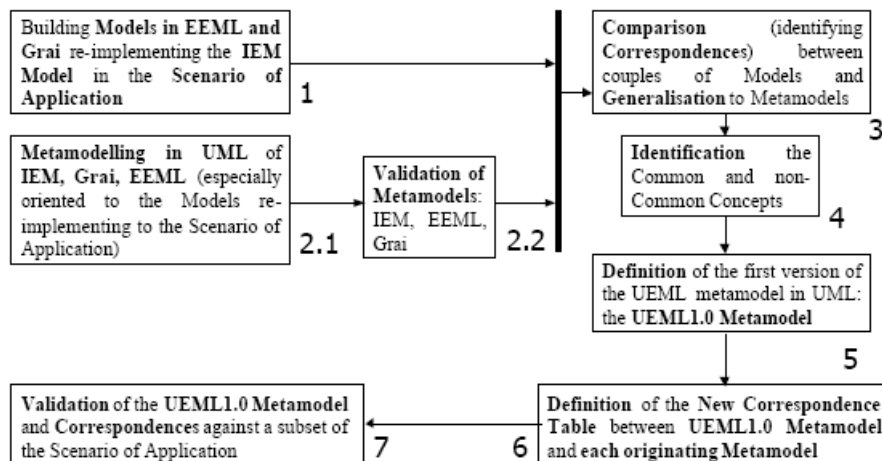 Building Models in EEML and
Grai re-implementing the IEM
Model in the Scenario of
Application
1
Metamodelling in UML of
IEM, Grai, EEML (especially
oriented to the Models re-
implementing to the Scenario of
Application)
2.1
Validation of
Metamodels:
IEM, EEML,
Grai
2.2
Comparison (identifying
Correspondences) between
couples of Models and
Generalisation to Metamodels
3
Identification the
Common and non-
Common Concepts
4
Definition of the first version of
the UEML metamodel in UML:
the UEML1.0 Metamodel
5
Definition of the New Correspondence
Table between UEML1.0 Metamodel
and each originating Metamodel
6
Validation of the UEML1.0 Metamodel
and Correspondences against a subset of
the Scenario of Application
7